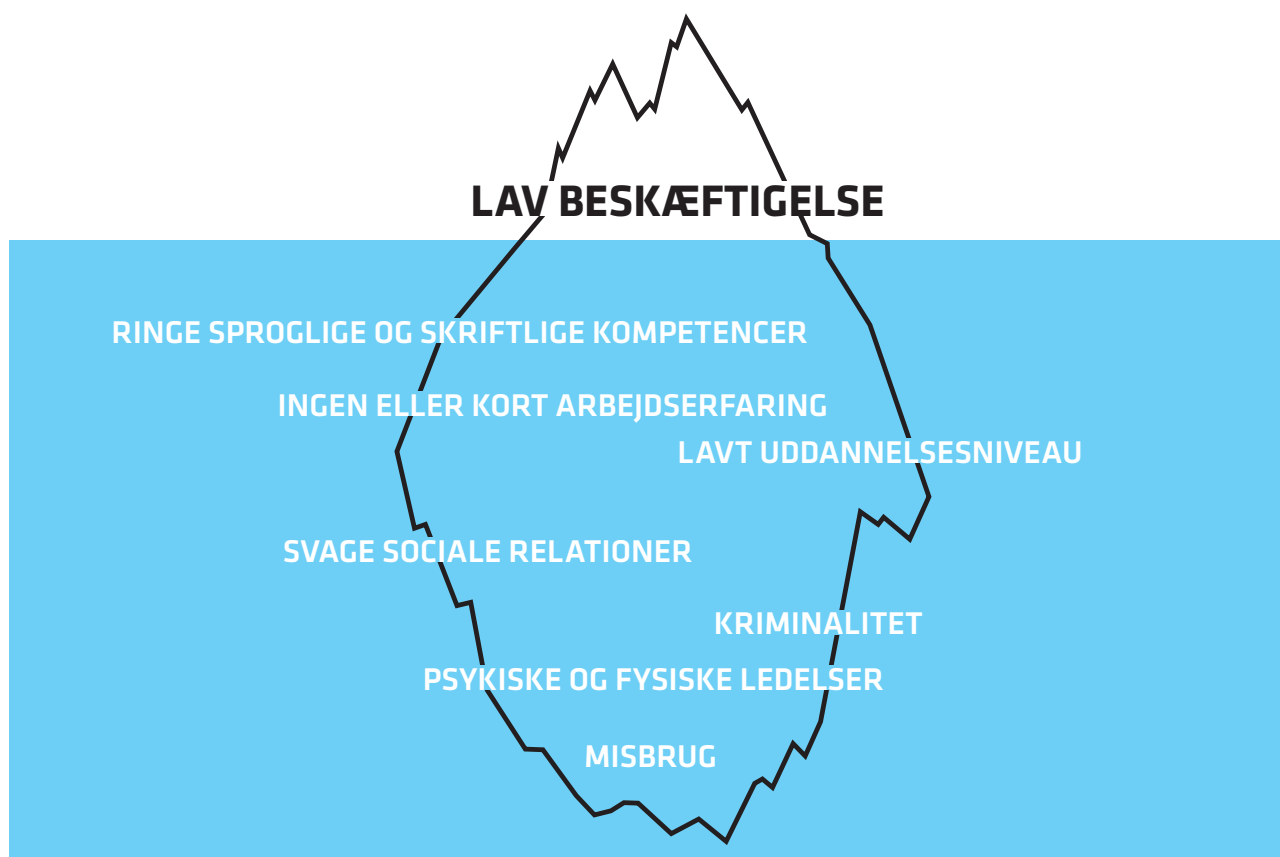 LAV BESKÆFTIGELSE
RINGE SPROGLIGE OG SKRIFTLIGE KOMPETENCER
INGEN ELLER KORT ARBEJDSERFARING
LAVT UDDANNELSESNIVEAU
SVAGE SOCIALE RELATIONER
KRIMINALITET
PSYKISKE OG FYSISKE LEDELSER
MISBRUG